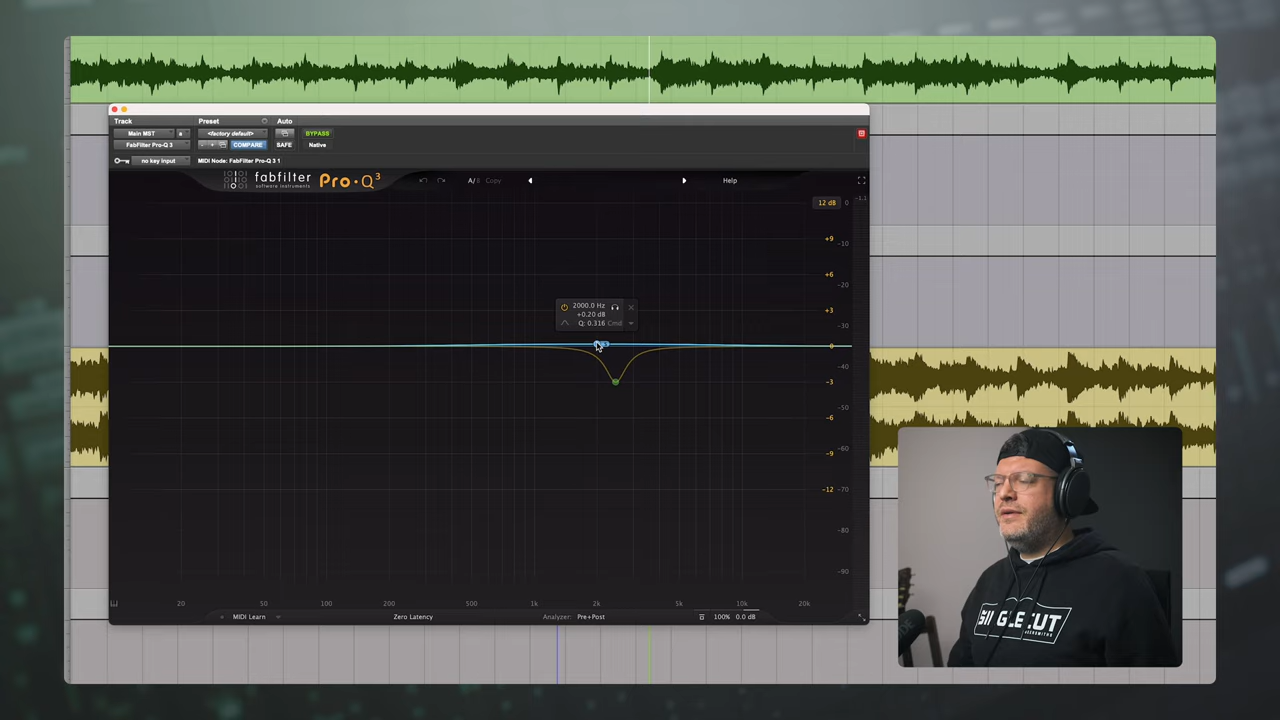 Track
Preset
Auto
Main MST
a
<factory default>
BYPASS
FabFilter Pro-Q 3
- +
COMPARE
SAFE
Native
no key input
MIDI Node: FabFilter Pro-Q 3 1
fabfilter
software instruments
Pro·Q3
A/B
Copy
Help
-1.1
12 dB
0
+9
-10
+6
-20
2000.0 Hz
+0.20 dB
Q: 0.316
Cmd
+3
-30
0
-40
-3
-50
-6
-60
-9
-12
-70
-80
-90
20
50
100
200
500
1k
2k
5k
10k
20k
MIDI Learn
Zero Latency
Analyzer: Pre+Post
100%
0.0 dB